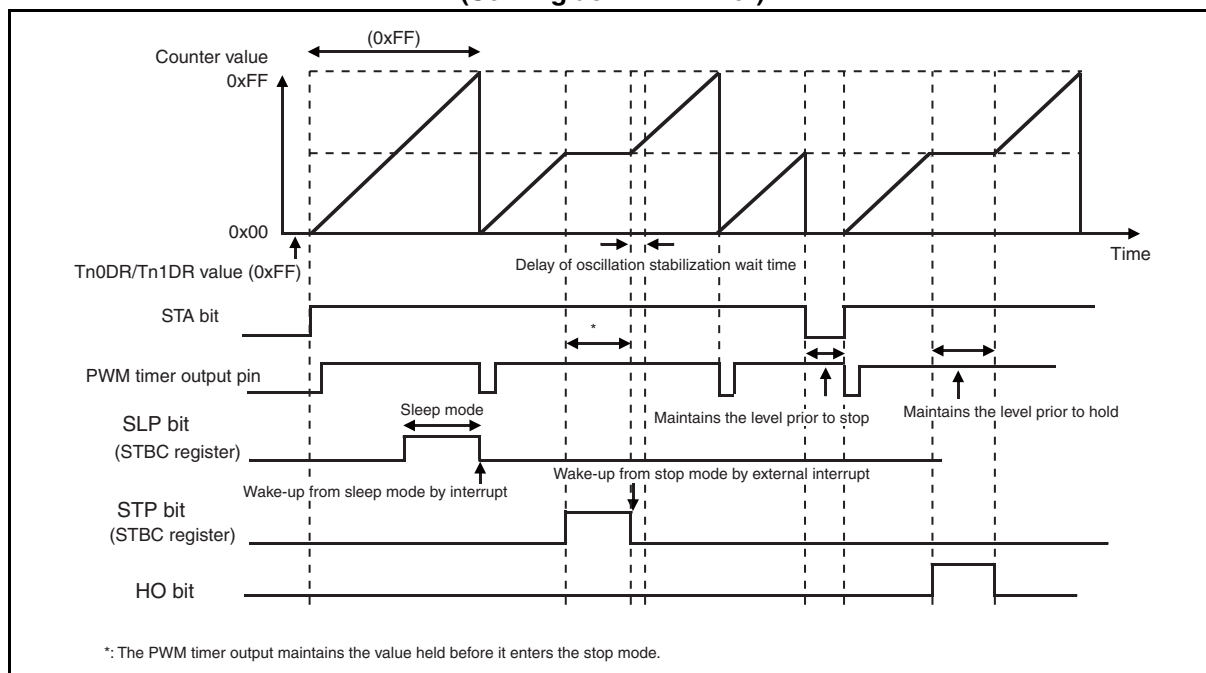 (0xFF)
Counter value
0xFF
0x00
Time
Delay of oscillation stabilization wait time
Tn0DR/Tn1DR value (0xFF)
STA bit
*
PWM timer output pin
Maintains the level prior to stop
Maintains the level prior to hold
Sleep mode
SLP bit
(STBC register)
Wake-up from sleep mode by interrupt
Wake-up from stop mode by external interrupt
STP bit
(STBC register)
HO bit
*: The PWM timer output maintains the value held before it enters the stop mode.